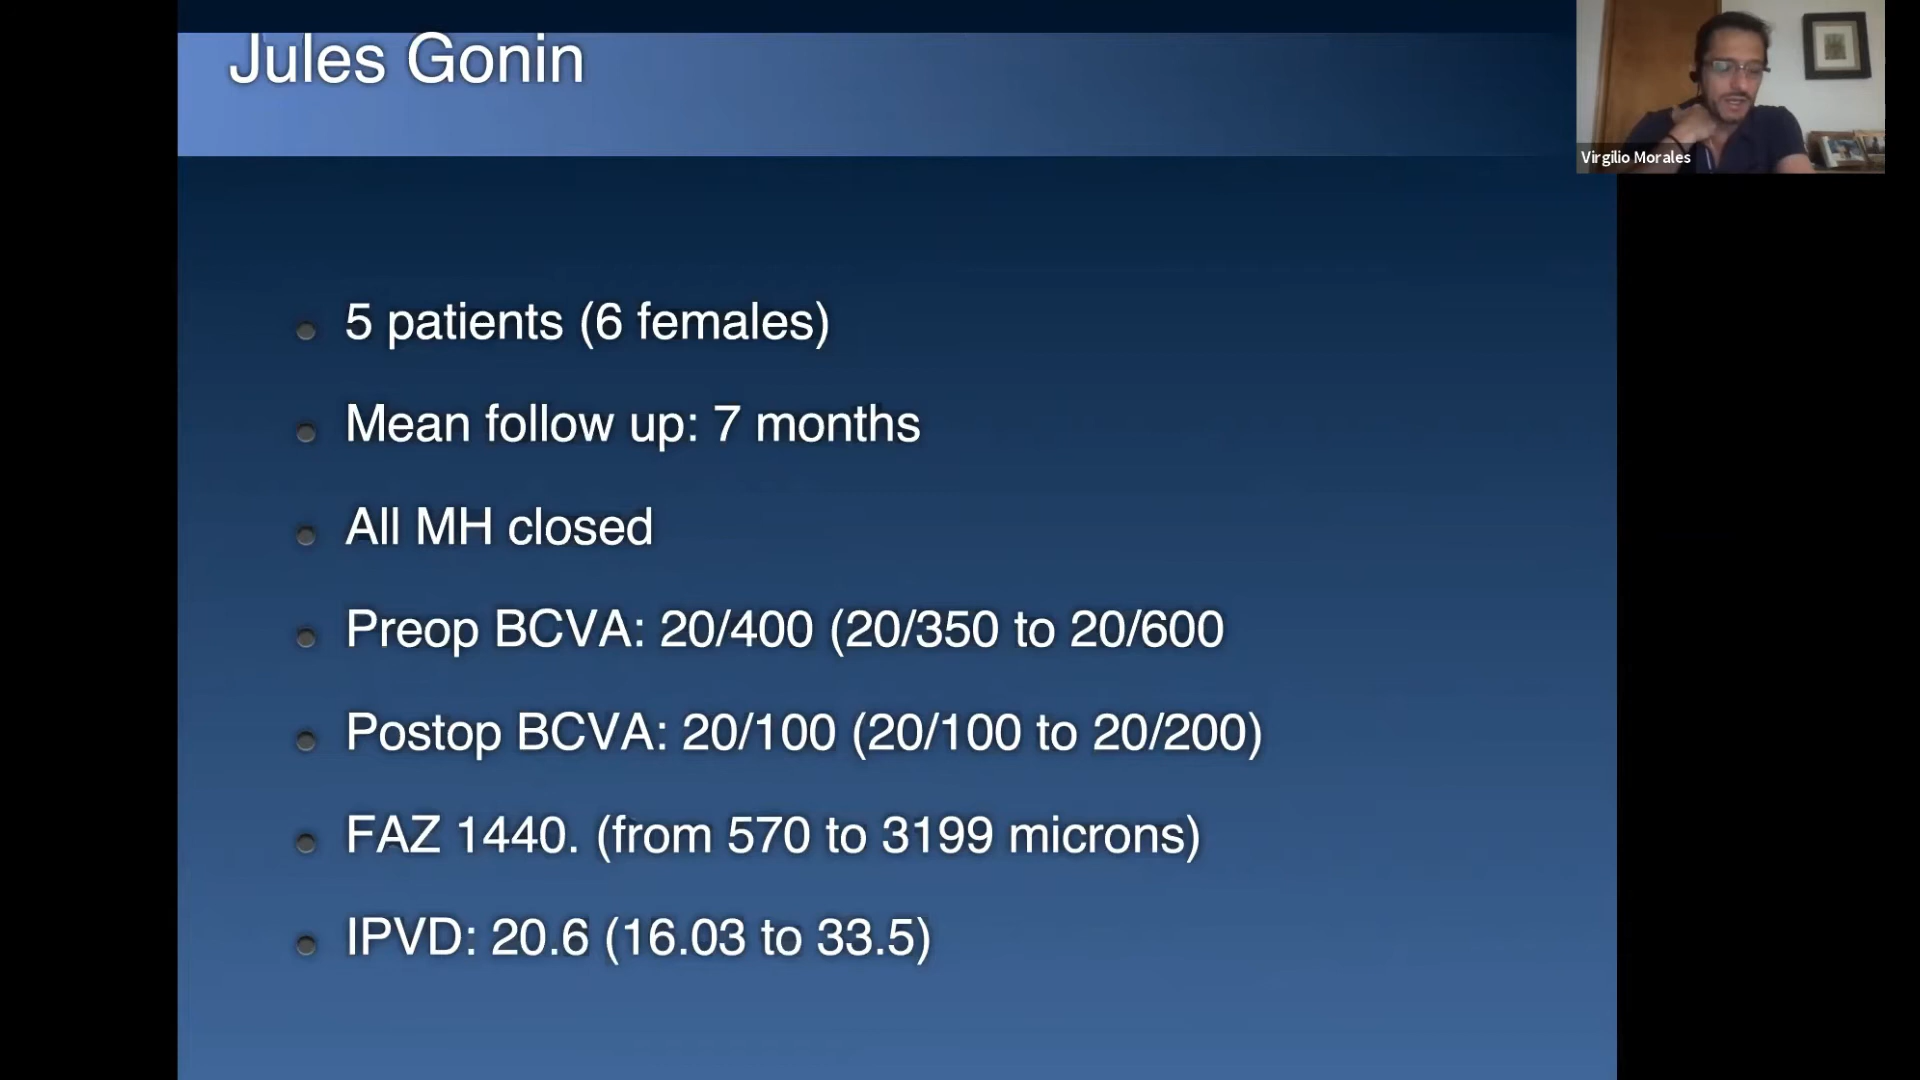 Jules Gonin
Virgilio Morales
5 patients (6 females)
Mean follow up: 7 months
All MH closed
Preop BCVA: 20/400 (20/350 to 20/600
Postop BCVA: 20/100 (20/100 to 20/200)
FAZ 1440. (from 570 to 3199 microns)
IPVD: 20.6 (16.03 to 33.5)